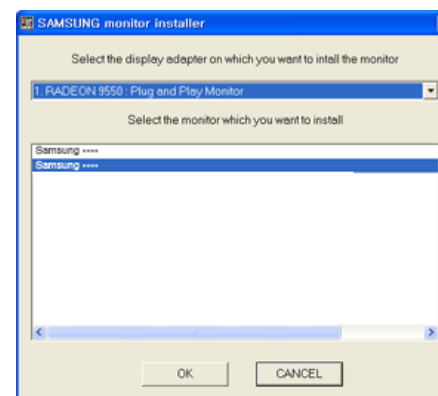 SAMSUNG monitor installer
Select the display adapter on which you want to intall the monitor
1. RADEON 9550 : Plug and Play Monitor
Select the monitor which you want to install
Samsung ----
Samsung ----
OK
CANCEL